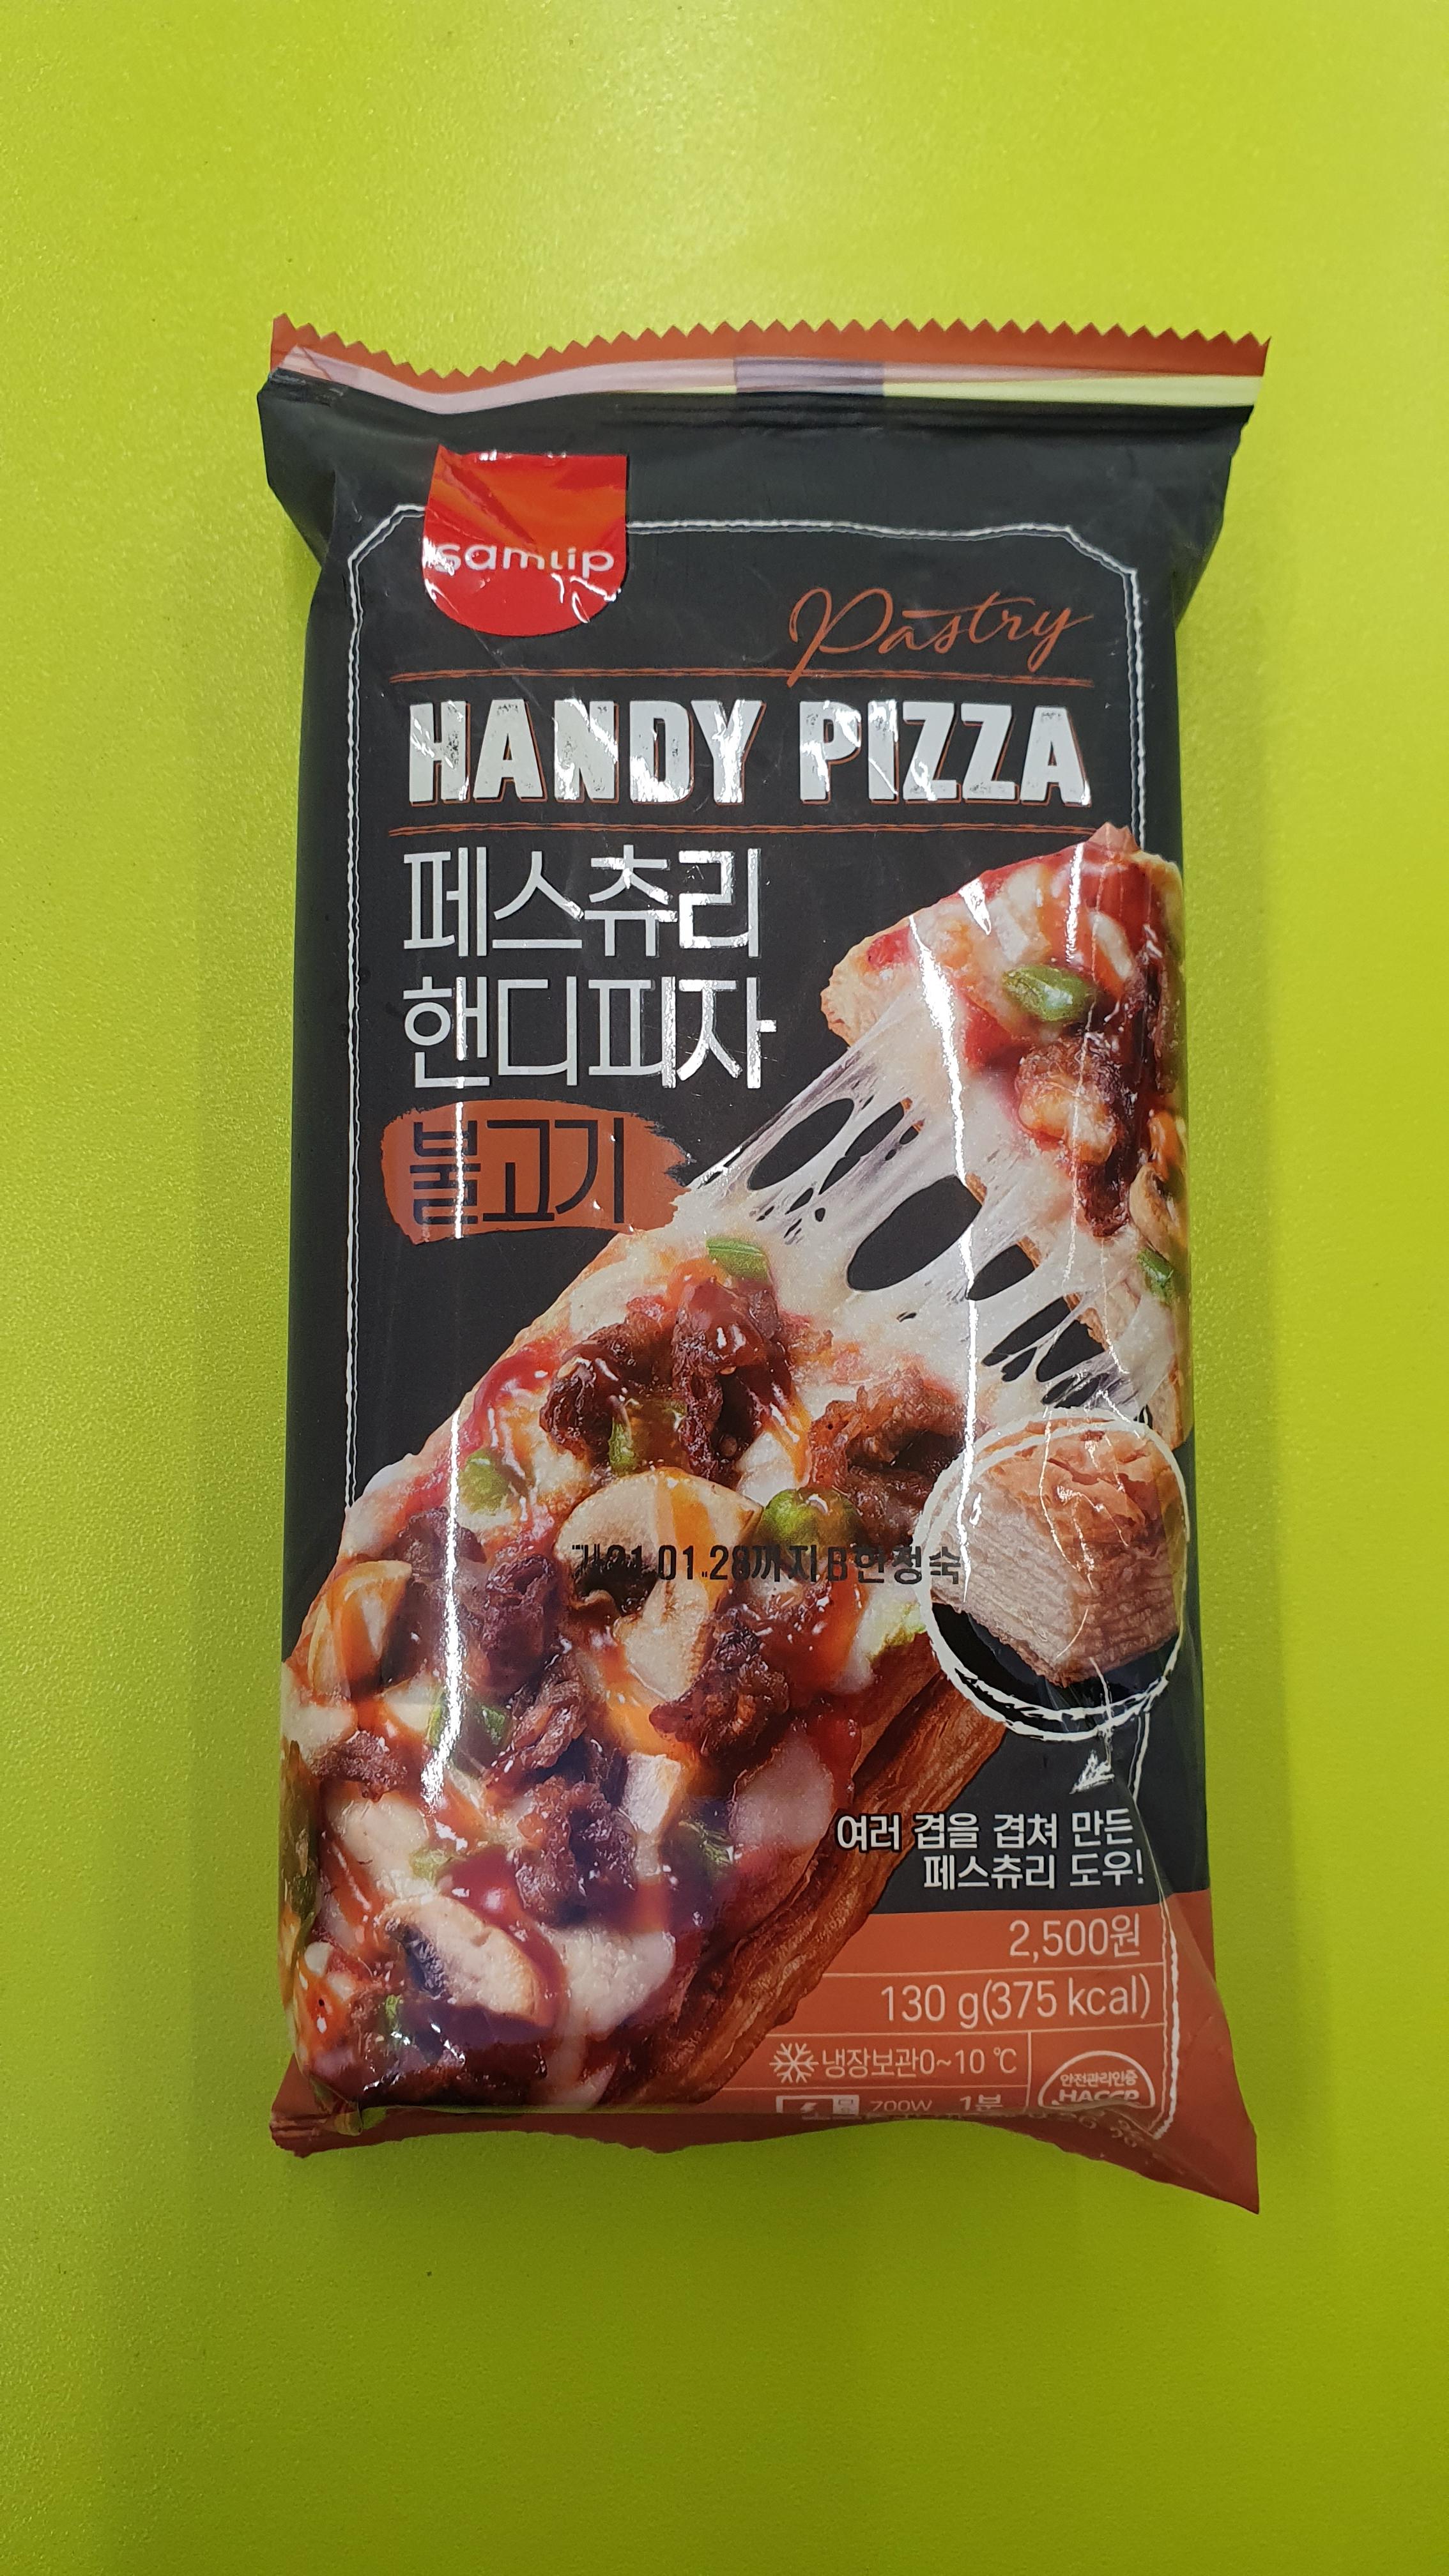 samlip
Pastry
HANDY PIZZA
페스츄리
핸디피자
불고기
21.01.28까지B한정숙
여러 겹을 겹쳐 만든
페스츄리 도우!
2,500원
130 g(375 kcal)
냉장보관0~10 ℃
700W 1분
안전관리인증
HACCP